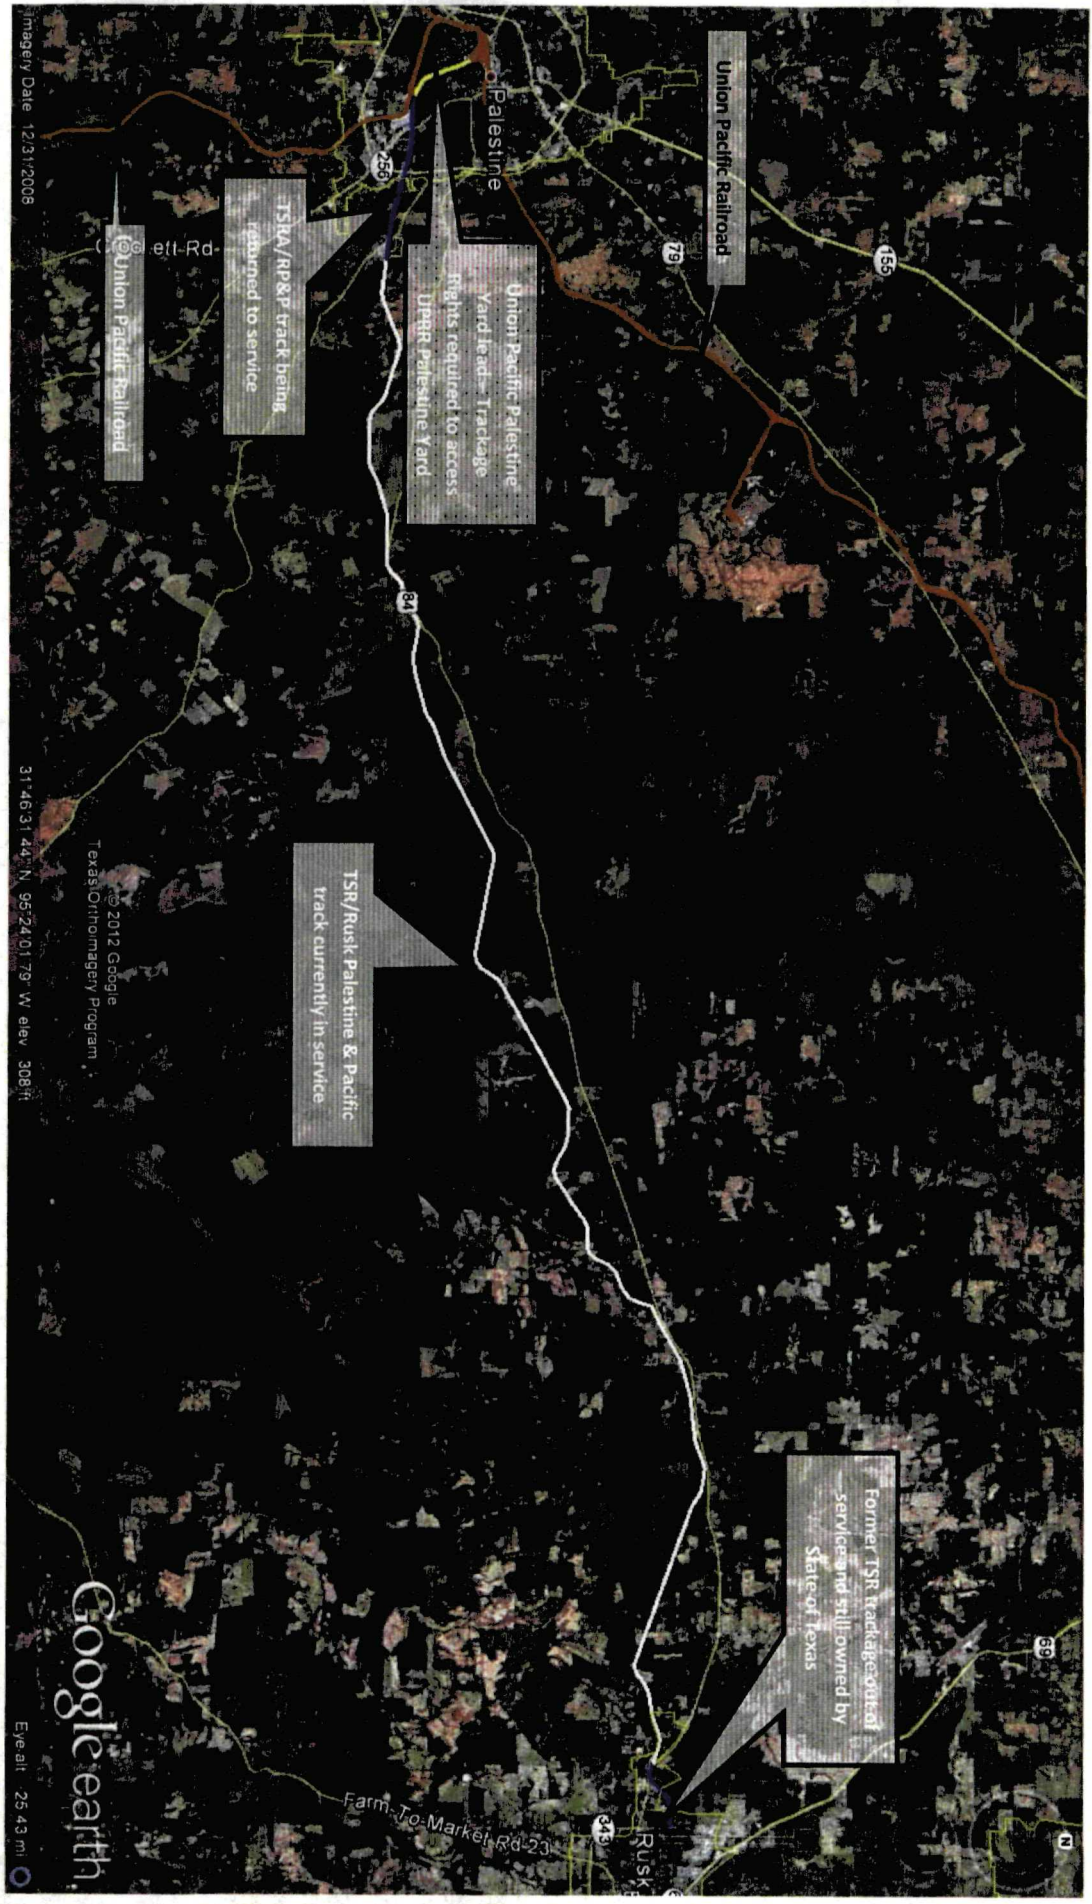 Union Pacific Railroad
155
79
69
N
Palestine
256
Union Pacific Palestine
Yard lead – Trackage
Rights required to access
UPRR Palestine Yard
Former TSR trackage out of
service and still owned by
State of Texas
84
TSRA/RP&P track being
returned to service
TSR/Rusk Palestine & Pacific
track currently in service
Rusk
343
Crockett Rd
Union Pacific Railroad
Farm-To-Market Rd 23
© 2012 Google
Texas Orthoimagery Program
Google earth
Imagery Date 12/31/2008
31°46'31 44" N 95°24'01 79" W elev 308 ft
Eye alt 25 43 mi